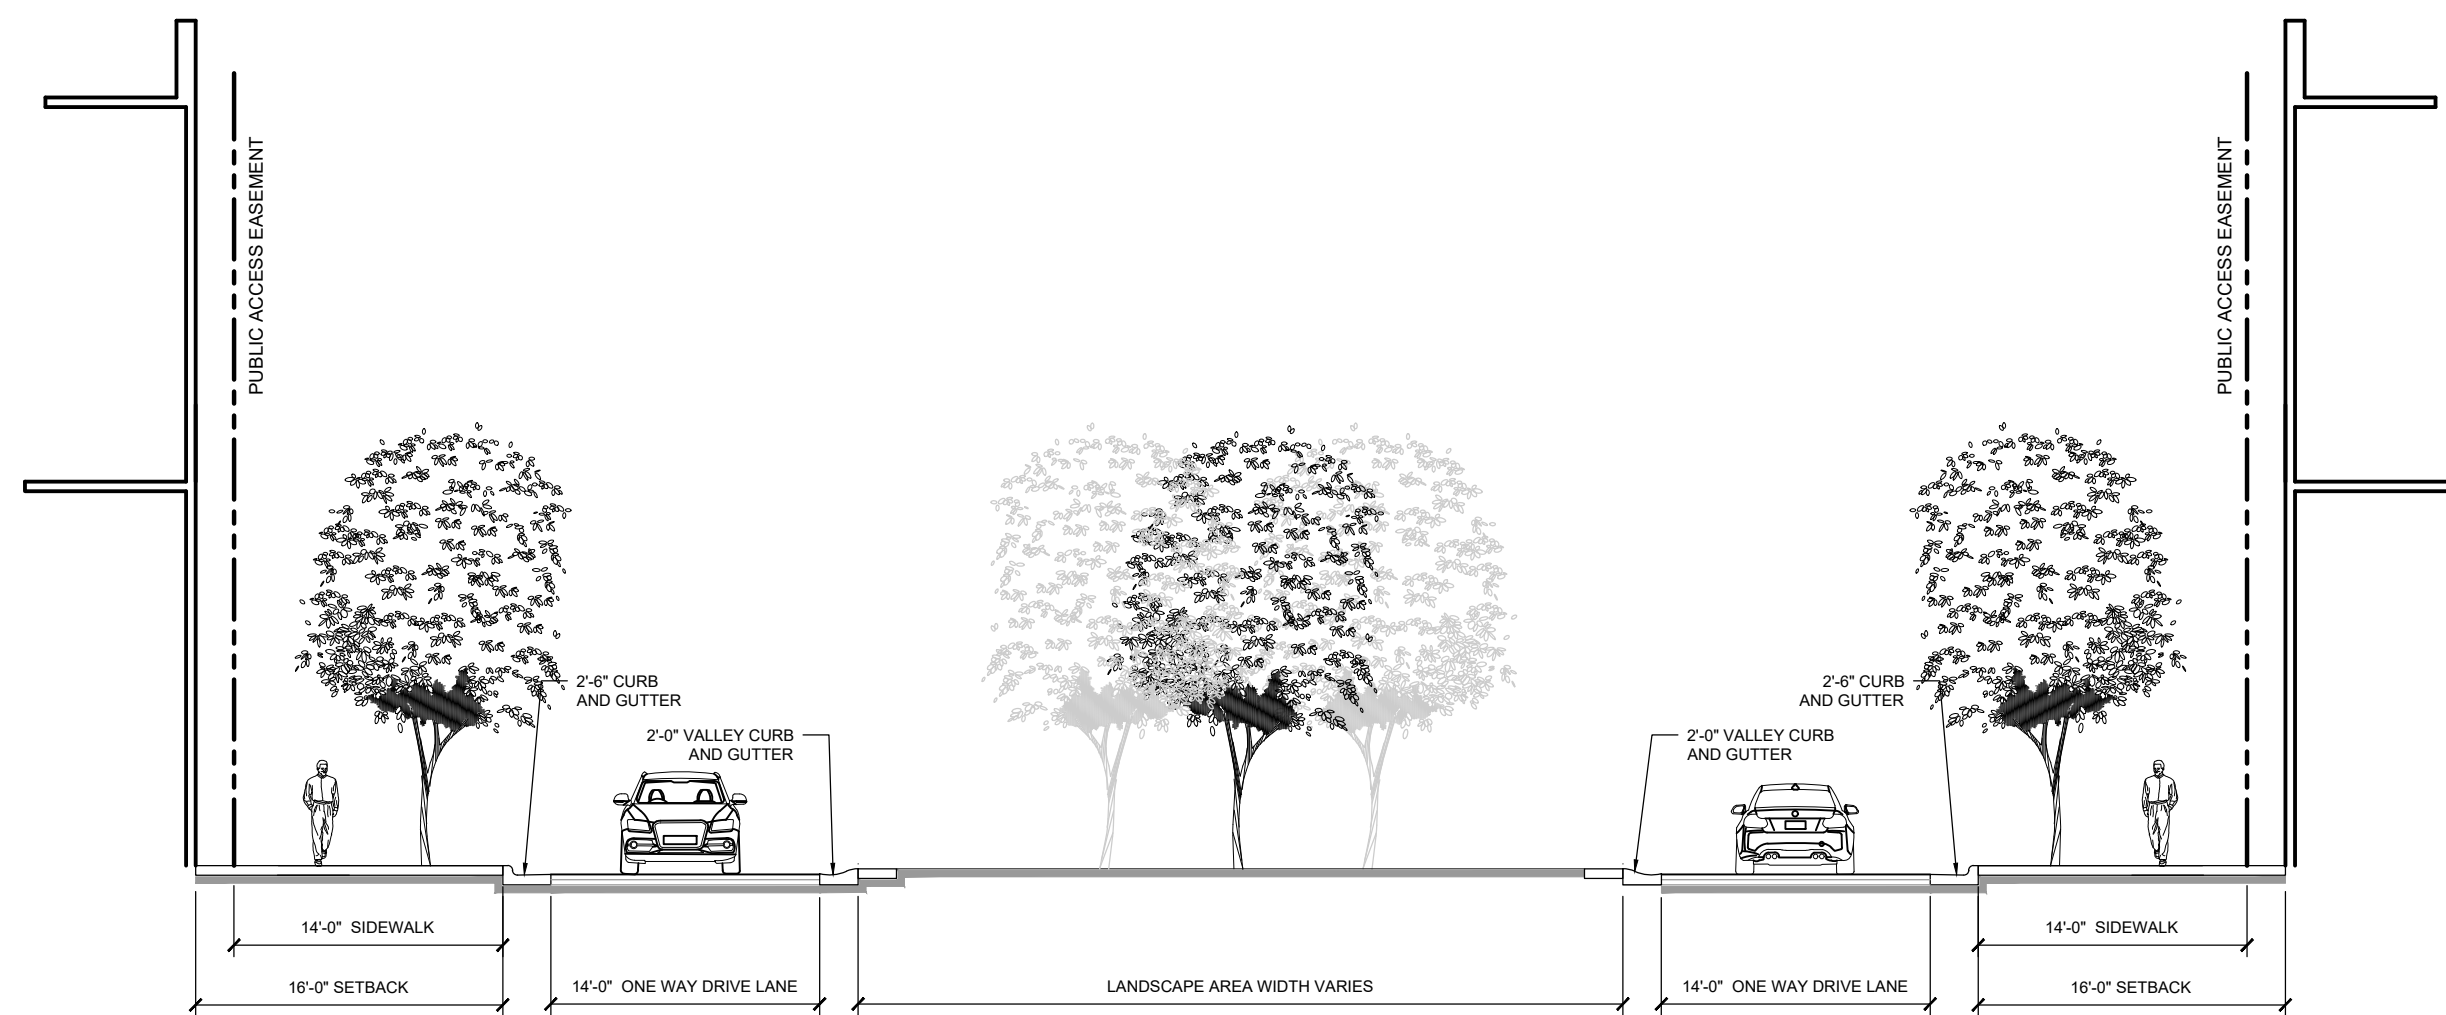 PUBLIC ACCESS EASEMENT
PUBLIC ACCESS EASEMENT
2'-6" CURB
AND GUTTER
2'-0" VALLEY CURB
AND GUTTER
2'-0" VALLEY CURB
AND GUTTER
2'-6" CURB
AND GUTTER
14'-0" SIDEWALK
14'-0" SIDEWALK
16'-0" SETBACK
14'-0" ONE WAY DRIVE LANE
LANDSCAPE AREA WIDTH VARIES
14'-0" ONE WAY DRIVE LANE
16'-0" SETBACK